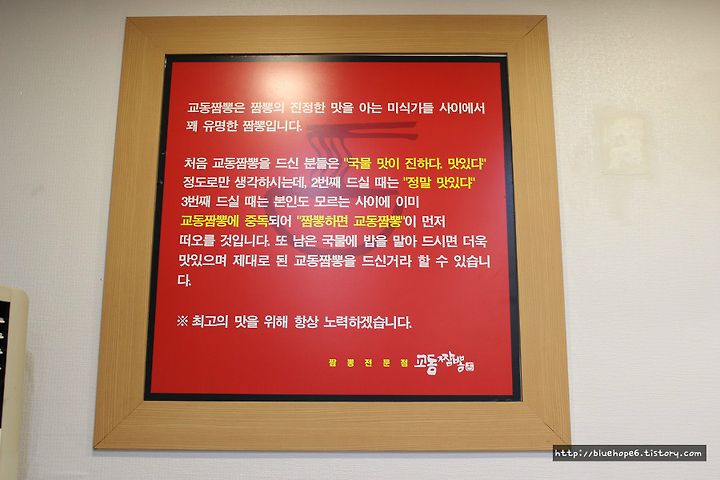 교동짬뽕은 짬뽕의 진정한 맛을 아는 미식가들 사이에서
꽤 유명한 짬뽕입니다.
처음 교동짬뽕을 드신 분들은 "국물 맛이 진하다. 맛있다"
정도로만 생각하시는데, 2번째 드실 때는 "정말 맛있다"
3번째 드실 때는 본인도 모르는 사이에 이미
교동짬뽕에 중독되어 "짬뽕하면 교동짬뽕"이 먼저
떠오를 것입니다. 또 남은 국물에 밥을 말아 드시면 더욱
맛있으며 제대로 된 교동짬뽕을 드신거라 할 수 있습니
다.
※ 최고의 맛을 위해 항상 노력하겠습니다.
짬뽕전문점 교동짬뽕
http://bluehope6.tistory.com